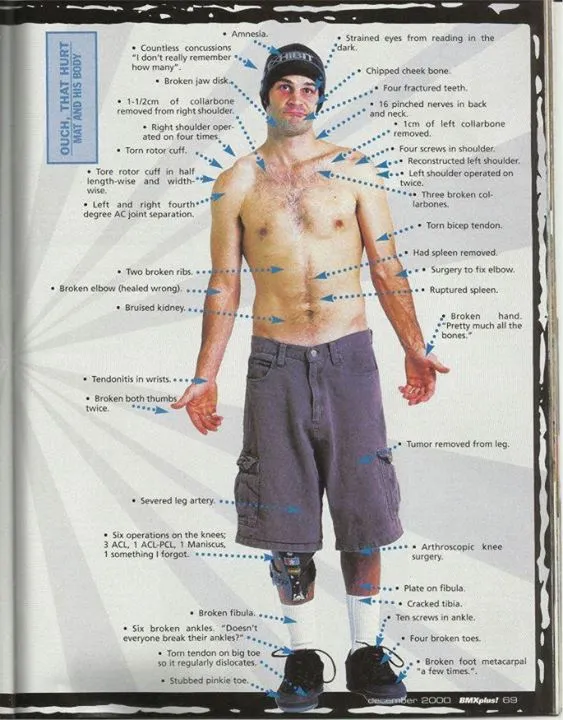 OUCH, THAT HURT
MAT AND HIS BODY
• Amnesia.
• Countless concussions
"I don't really remember
how many".
• Broken jaw disk.
• 1-1/2cm of collarbone
removed from right shoulder.
• Right shoulder oper-
ated on four times.
• Torn rotor cuff.
• Tore rotor cuff in half
length-wise and width-
wise.
• Left and right fourth
degree AC joint separation.
• Two broken ribs.
• Broken elbow (healed wrong).
• Bruised kidney.
• Tendonitis in wrists.
• Broken both thumbs
twice.
• Severed leg artery.
• Six operations on the knees;
3 ACL, 1 ACL-PCL, 1 Maniscus,
1 something I forgot.
• Broken fibula.
• Six broken ankles. "Doesn't
everyone break their ankles?"
• Torn tendon on big toe
so it regularly dislocates.
• Stubbed pinkie toe.
• Strained eyes from reading in the
dark.
• Chipped cheek bone.
• Four fractured teeth.
• 16 pinched nerves in back
and neck.
• 1cm of left collarbone
removed.
• Four screws in shoulder.
• Reconstructed left shoulder.
• Left shoulder operated on
twice.
• Three broken col-
larbones.
• Torn bicep tendon.
• Had spleen removed.
• Surgery to fix elbow.
• Ruptured spleen.
• Broken hand.
"Pretty much all the
bones."
• Tumor removed from leg.
• Arthroscopic knee
surgery.
• Plate on fibula.
• Cracked tibia.
• Ten screws in ankle.
• Four broken toes.
• Broken foot metacarpal
"a few times.".
december 2000 BMXplus! 69